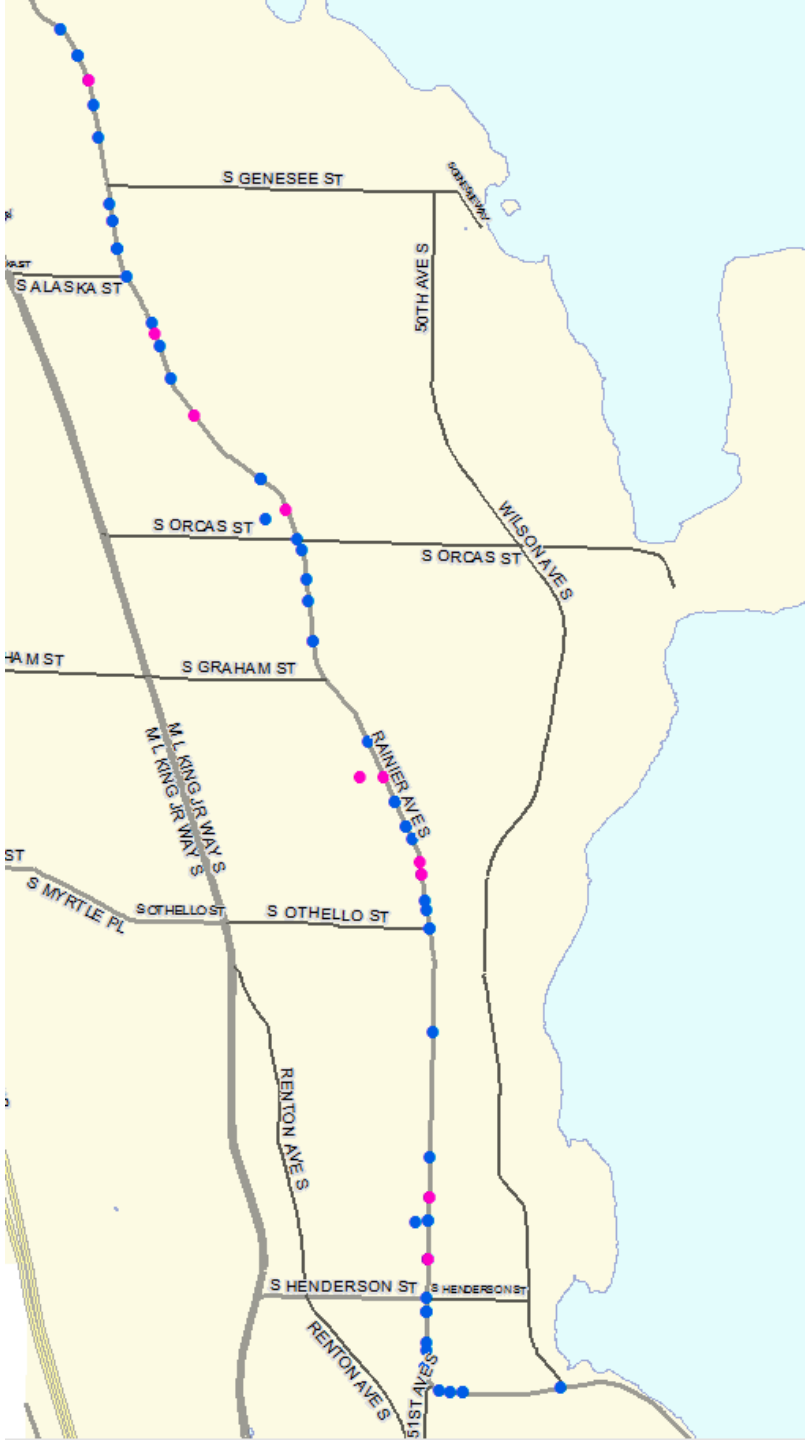 S GENESEE ST
S GENESEE WAY
50TH AVE S
S ALASKA ST
S ORCAS ST
WILSON AVE S
S ORCAS ST
HAM ST
S GRAHAM ST
M L KING JR WAY S
M L KING JR WAY S
RAINIER AVE S
ST
S MYRTLE PL
S OTHELLO ST
S OTHELLO ST
RENTON AVE S
S HENDERSON ST
S HENDERSON ST
RENTON AVE S
51ST AVE S